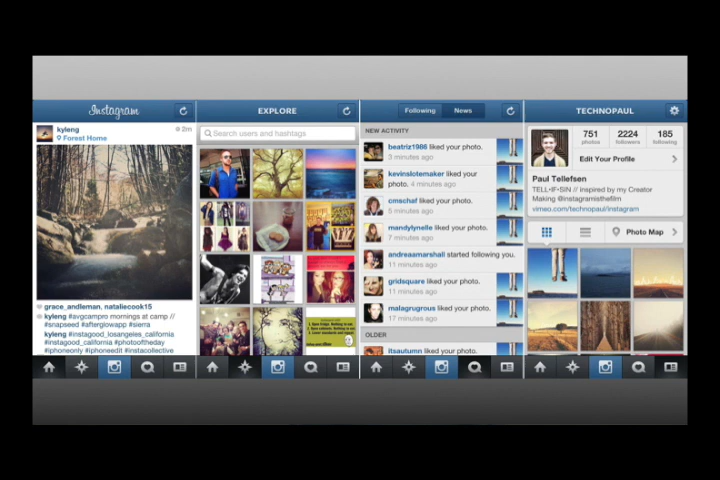 Instagram
kyleng
2m
Forest Home
grace_andleman, nataliecook15
kyleng #avgcampro mornings at camp //
#snapseed #afterglowapp #sierra
kyleng #instagood_losangeles_california
#instagood_california #photooftheday
#iphoneonly #iphoneedit #instacollective
EXPLORE
Search users and hashtags
Following
News
NEW ACTIVITY
beatriz1986 liked your photo.
3 minutes ago
kevinslotemaker liked your
photo. 4 minutes ago
cmschaf liked your photo.
5 minutes ago
mandylynelle liked your photo.
7 minutes ago
andreaamarshall started following you.
11 minutes ago
gridsquare liked your photo.
11 minutes ago
malagrugrous liked your photo.
17 minutes ago
OLDER
itsautumn liked your photo.
TECHNOPAUL
751
photos
2224
followers
185
following
Edit Your Profile
Paul Tellefsen
TELL•IF•SiN // inspired by my Creator
Making @instagramisthefilm
vimeo.com/technopaul/instagram
Photo Map